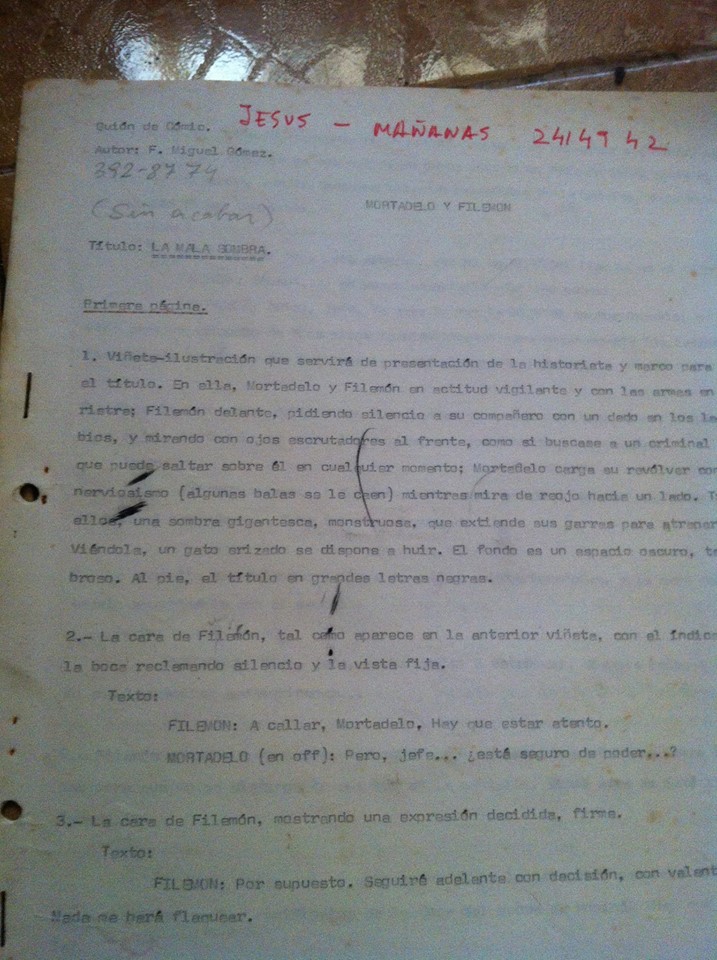 JESUS - MAÑANAS 2414942
Guión de Cómic.
Autor: F. Miguel Gómez.
392-8774
(Sin acabar)
MORTADELO Y FILEMON
Título: LA MALA SOMBRA.
Primera página.
1. Viñeta-ilustración que servirá de presentación de la historieta y marco para
el título. En ella, Mortadelo y Filemón en actitud vigilante y con las armas en
ristre; Filemón delante, pidiendo silencio a su compañero con un dedo en los la
bios, y mirando con ojos escrutadores al frente, como si buscase a un criminal
que puede saltar sobre él en cualquier momento; Mortadelo carga su revólver con
nerviosismo (algunas balas se le caen) mientras mira de reojo hacia un lado. T
ellos, una sombra gigantesca, monstruosa, que extiende sus garras para atrapar
Viéndola, un gato erizado se dispone a huir. El fondo es un espacio oscuro, te
broso. Al pie, el título en grandes letras negras.
2.- La cara de Filemón, tal como aparece en la anterior viñeta, con el índic
la boca reclamando silencio y la vista fija.
Texto:
FILEMON: A callar, Mortadelo, Hay que estar atento.
MORTADELO (en off): Pero, jefe... ¿está seguro de poder...?
3.- La cara de Filemón, mostrando una expresión decidida, firme.
Texto:
FILEMON: Por supuesto. Seguiré adelante con decisión, con valent
Nada me hará flaquear.